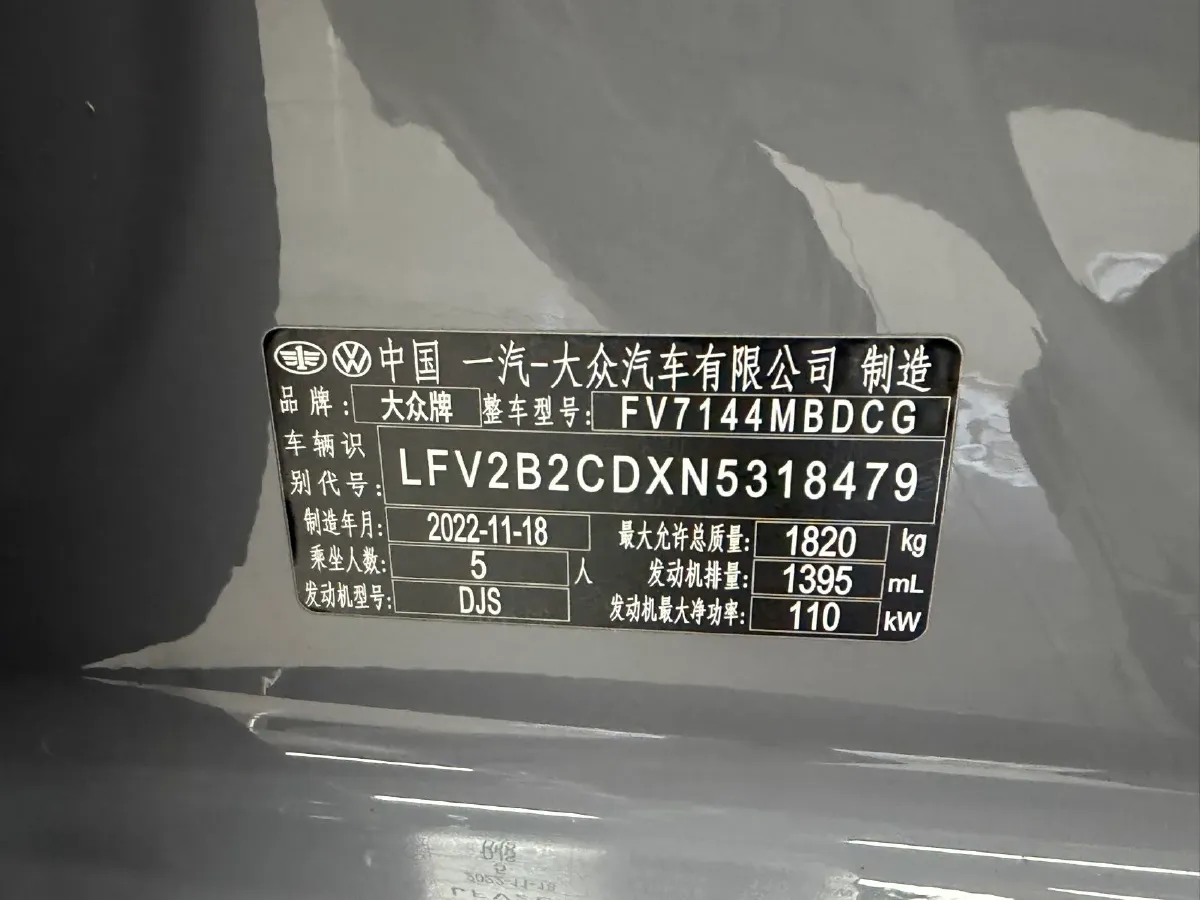 中国 一汽-大众汽车有限公司 制造
品牌: 大众牌 整车型号: FV7144MBDCG
车辆识别代号: LFV2B2CDXN5318479
制造年月: 2022-11-18 最大允许总质量: 1820 kg
乘坐人数: 5 人 发动机排量: 1395 mL
发动机型号: DJS 发动机最大净功率: 110 kW